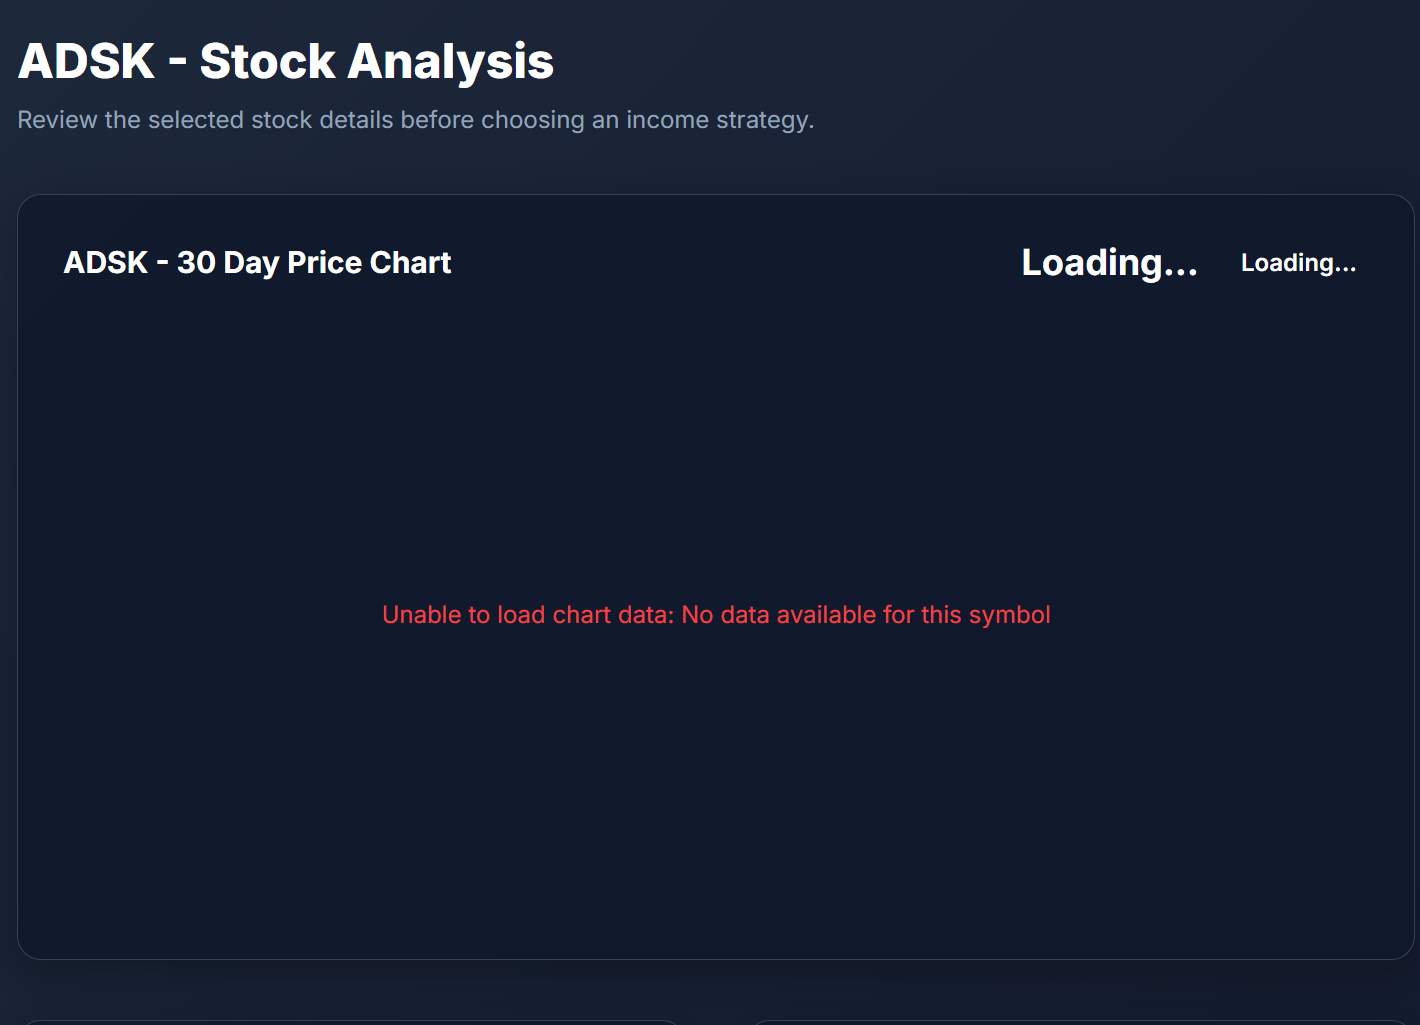 ADSK - Stock Analysis
Review the selected stock details before choosing an income strategy.
ADSK - 30 Day Price Chart
Loading...
Loading...
Unable to load chart data: No data available for this symbol